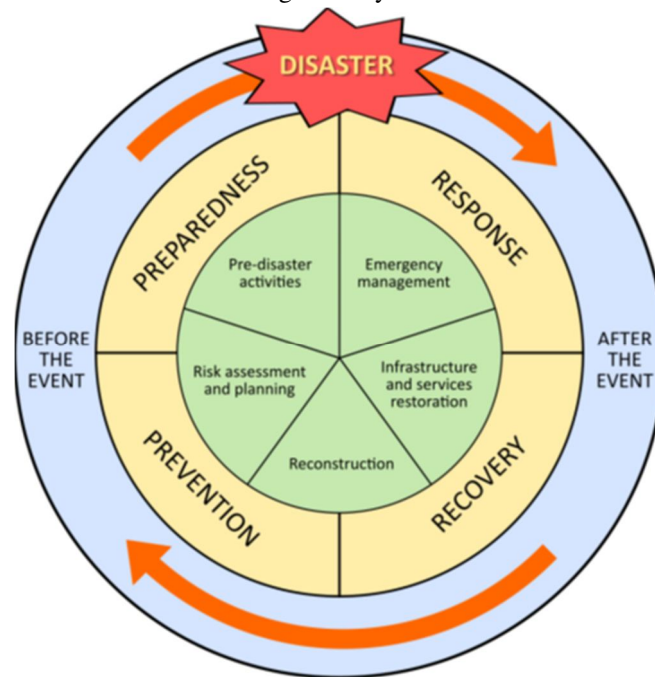 DISASTER
PREPAREDNESS
RESPONSE
Pre-disaster
activities
Emergency
management
BEFORE
THE
EVENT
AFTER
THE
EVENT
Risk assessment
and planning
Infrastructure
and services
restoration
Reconstruction
PREVENTION
RECOVERY